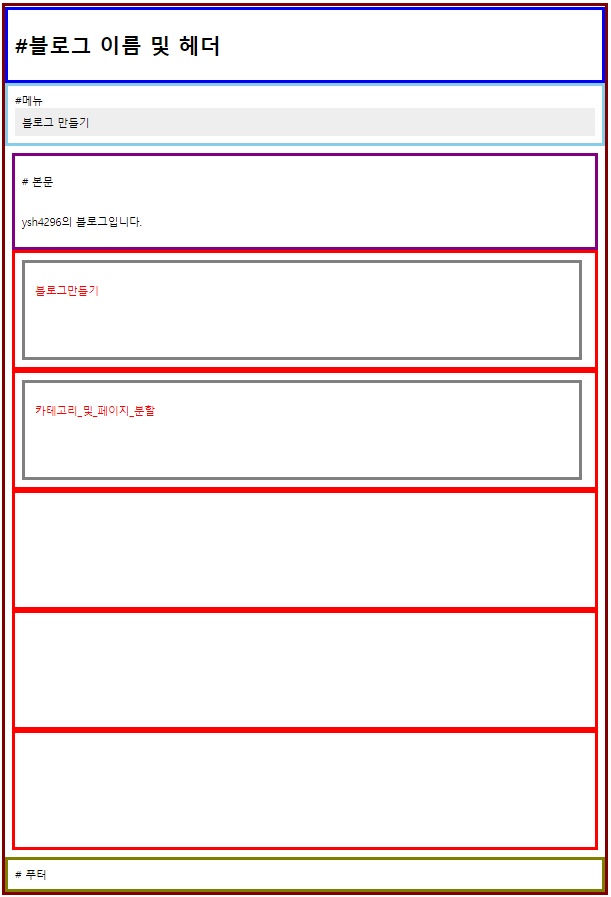 #블로그 이름 및 헤더
#메뉴
블로그 만들기
# 본문
ysh4296의 블로그입니다.
블로그만들기
카테고리_및_페이지_분할
# 푸터